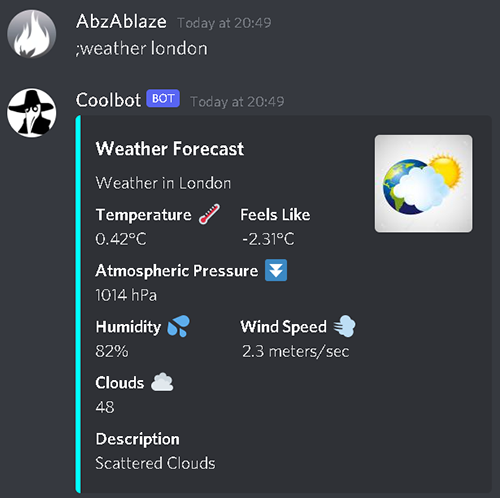 AbzAblaze Today at 20:49
;weather london
Coolbot BOT Today at 20:49
Weather Forecast
Weather in London
Temperature 🌡️ Feels Like
0.42°C -2.31°C
Atmospheric Pressure ⏬
1014 hPa
Humidity 💦 Wind Speed 💨
82% 2.3 meters/sec
Clouds ☁️
48
Description
Scattered Clouds